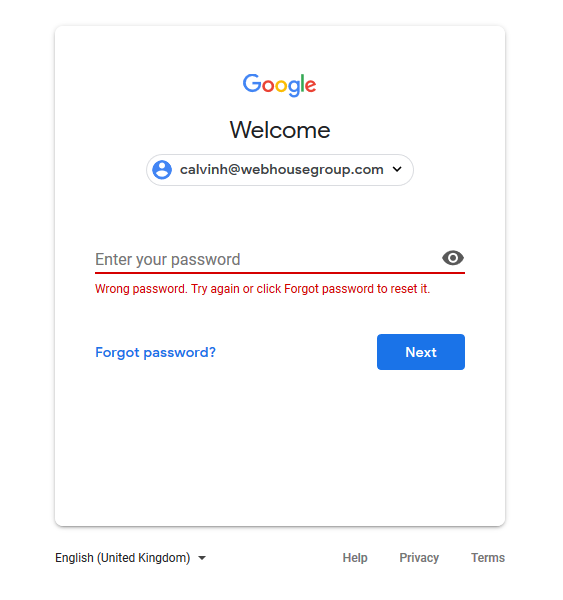 Google
Welcome
calvinh@webhousegroup.com
Enter your password
Wrong password. Try again or click Forgot password to reset it.
Forgot password? Next
English (United Kingdom) Help Privacy Terms